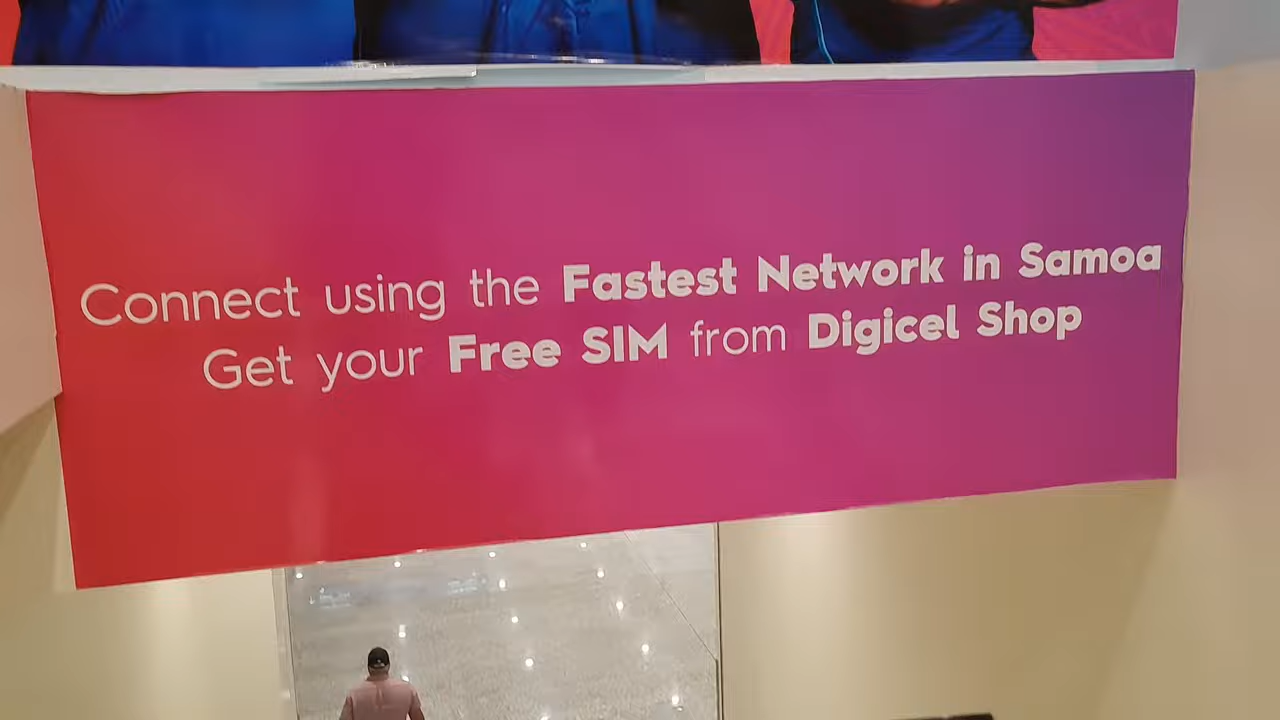 Connect using the Fastest Network in Samoa
Get your Free SIM from Digicel Shop